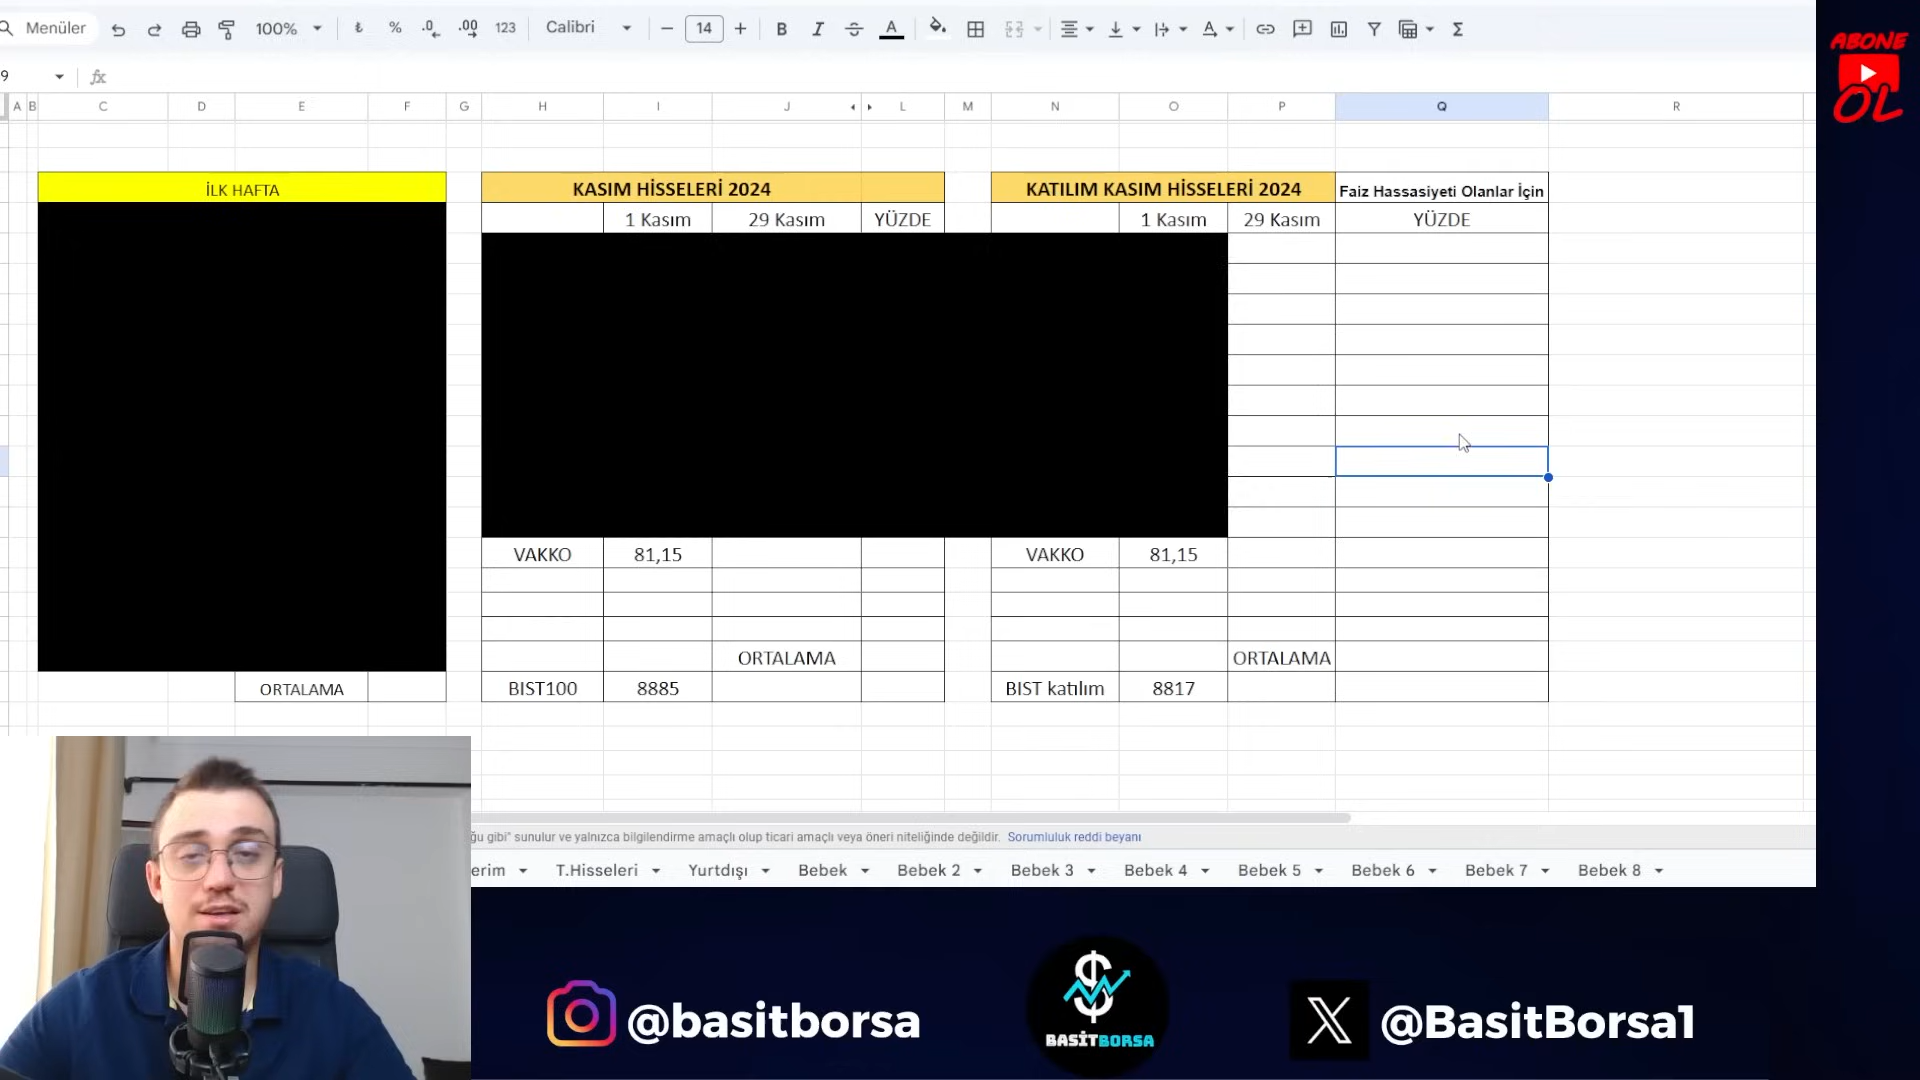 Menüler
100%
₺
%
.0
.00
123
Calibri
14
B
I
A
A
Σ
9
fx
A
B
C
D
E
F
G
H
I
J
L
M
N
O
P
Q
R
İLK HAFTA
ORTALAMA
KASIM HİSSELERİ 2024
1 Kasım
29 Kasım
YÜZDE
VAKKO
81,15
ORTALAMA
BIST100
8885
KATILIM KASIM HİSSELERİ 2024
Faiz Hassasiyeti Olanlar İçin
1 Kasım
29 Kasım
YÜZDE
VAKKO
81,15
ORTALAMA
BIST katılım
8817
ğu gibi" sunulur ve yalnızca bilgilendirme amaçlı olup ticari amaçlı veya öneri niteliğinde değildir. Sorumluluk reddi beyanı
erim
T.Hisseleri
Yurtdışı
Bebek
Bebek 2
Bebek 3
Bebek 4
Bebek 5
Bebek 6
Bebek 7
Bebek 8
ABONE
OL
@basitborsa
BASİTBORSA
@BasitBorsa1